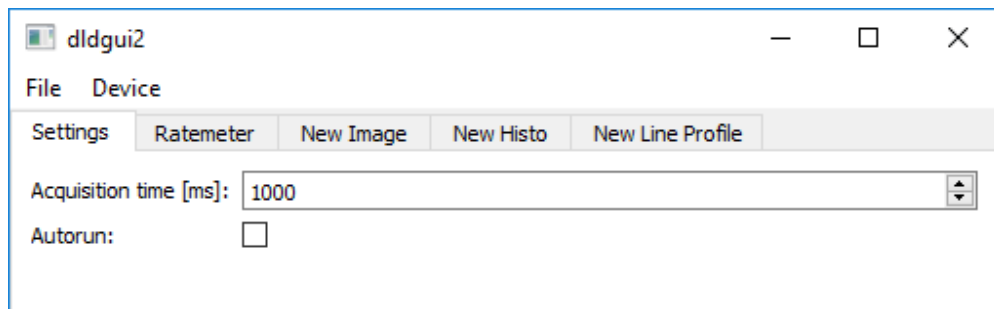 dldgui2
File Device
Settings Ratemeter New Image New Histo New Line Profile
Acquisition time [ms]: 1000
Autorun: